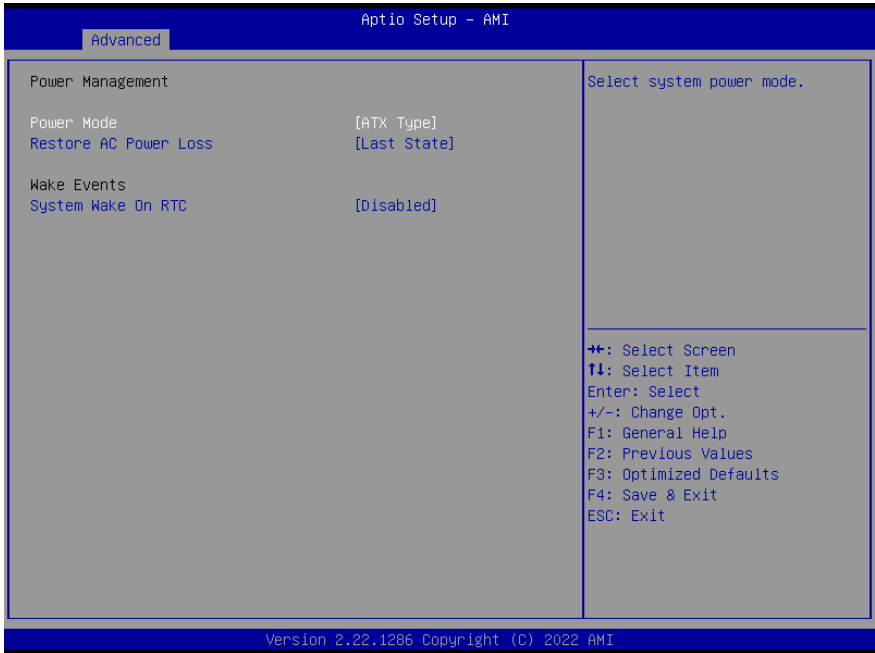 Aptio Setup – AMI
Advanced
Power Management
Power Mode [ATX Type]
Restore AC Power Loss [Last State]
Wake Events
System Wake On RTC [Disabled]
Select system power mode.
→←: Select Screen
↑↓: Select Item
Enter: Select
+/-: Change Opt.
F1: General Help
F2: Previous Values
F3: Optimized Defaults
F4: Save & Exit
ESC: Exit
Version 2.22.1286 Copyright (C) 2022 AMI